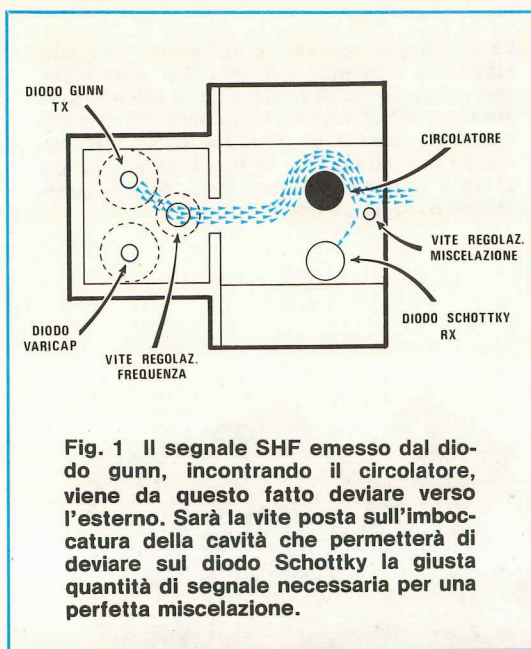 DIODO GUNN
TX
CIRCOLATORE
VITE REGOLAZ.
MISCELAZIONE
DIODO SCHOTTKY
RX
DIODO
VARICAP
VITE REGOLAZ.
FREQUENZA
Fig. 1 Il segnale SHF emesso dal dio-
do gunn, incontrando il circolatore,
viene da questo fatto deviare verso
l'esterno. Sarà la vite posta sull'imboc-
catura della cavità che permetterà di
deviare sul diodo Schottky la giusta
quantità di segnale necessaria per una
perfetta miscelazione.